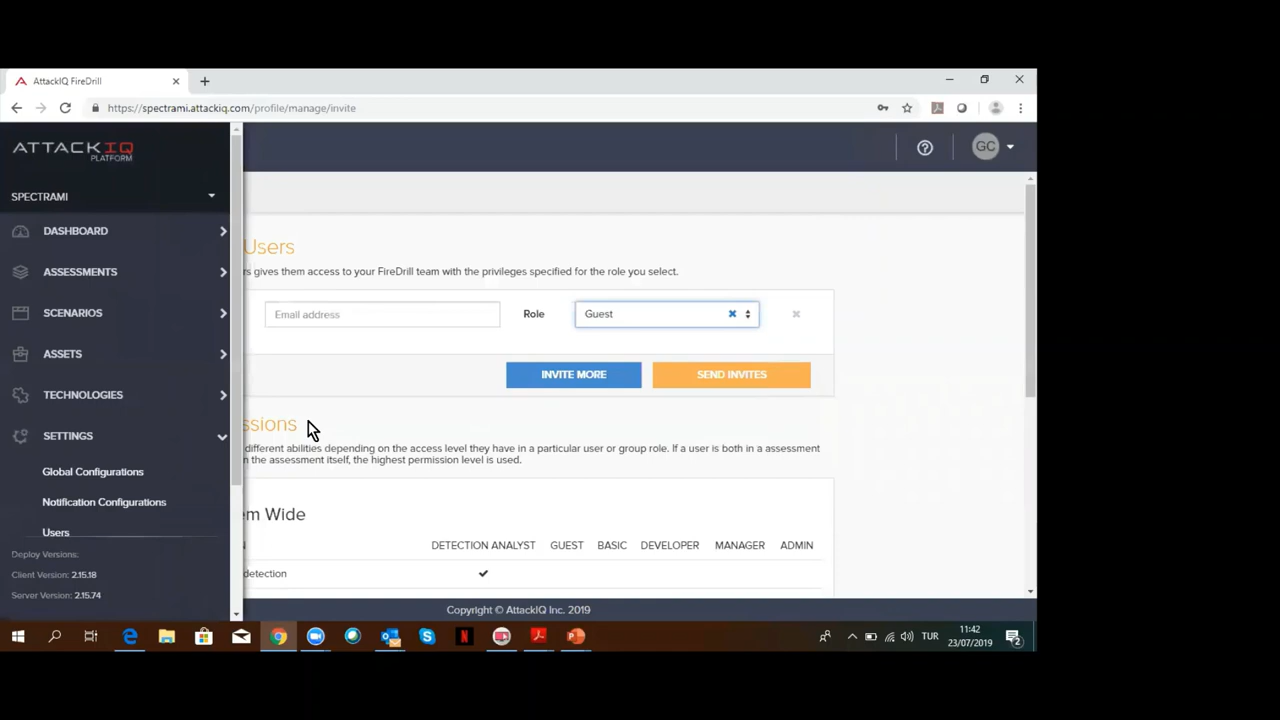 AttackIQ FireDrill
https://spectrami.attackiq.com/profile/manage/invite
ATTACKIQ
PLATFORM
GC
SPECTRAMI
DASHBOARD
ASSESSMENTS
SCENARIOS
ASSETS
TECHNOLOGIES
SETTINGS
Global Configurations
Notification Configurations
Users
Deploy Versions:
Client Version: 2.15.18
Server Version: 2.15.74
Users
rs gives them access to your FireDrill team with the privileges specified for the role you select.
Email address
Role
Guest
INVITE MORE
SEND INVITES
ssions
different abilities depending on the access level they have in a particular user or group role. If a user is both in a assessment
n the assessment itself, the highest permission level is used.
em Wide
DETECTION ANALYST GUEST BASIC DEVELOPER MANAGER ADMIN
detection
Copyright © AttackIQ Inc. 2019
TUR
11:42
23/07/2019
2